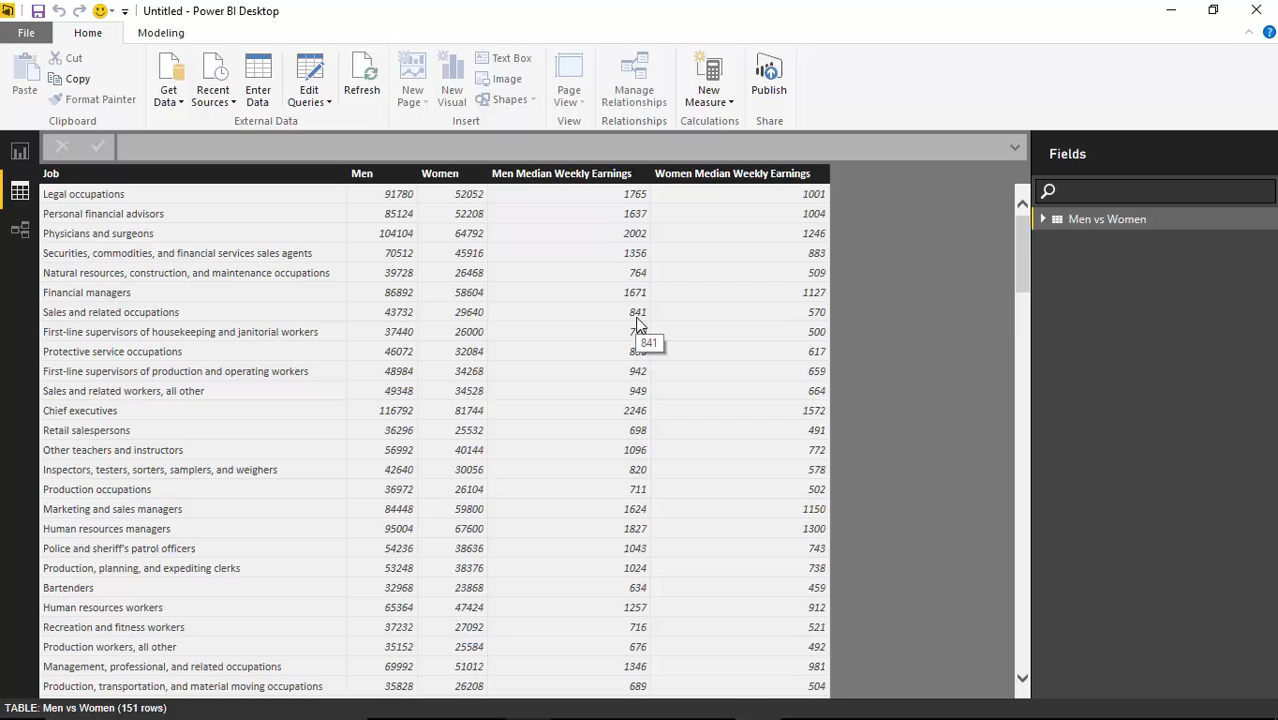 Untitled - Power BI Desktop
File Home Modeling
Paste Cut Copy Format Painter Get Data Recent Sources Enter Data Edit Queries Refresh New Page New Visual Text Box Image Shapes Page View Manage Relationships New Measure Publish
Clipboard External Data Insert View Relationships Calculations Share
Fields
Men vs Women
Job Men Women Men Median Weekly Earnings Women Median Weekly Earnings
Legal occupations 91780 52052 1765 1001
Personal financial advisors 85124 52208 1637 1004
Physicians and surgeons 104104 64792 2002 1246
Securities, commodities, and financial services sales agents 70512 45916 1356 883
Natural resources, construction, and maintenance occupations 39728 26468 764 509
Financial managers 86892 58604 1671 1127
Sales and related occupations 43732 29640 841 570
First-line supervisors of housekeeping and janitorial workers 37440 26000 500
841
Protective service occupations 46072 32084 617
First-line supervisors of production and operating workers 48984 34268 942 659
Sales and related workers, all other 49348 34528 949 664
Chief executives 116792 81744 2246 1572
Retail salespersons 36296 25532 698 491
Other teachers and instructors 56992 40144 1096 772
Inspectors, testers, sorters, samplers, and weighers 42640 30056 820 578
Production occupations 36972 26104 711 502
Marketing and sales managers 84448 59800 1624 1150
Human resources managers 95004 67600 1827 1300
Police and sheriff's patrol officers 54236 38636 1043 743
Production, planning, and expediting clerks 53248 38376 1024 738
Bartenders 32968 23868 634 459
Human resources workers 65364 47424 1257 912
Recreation and fitness workers 37232 27092 716 521
Production workers, all other 35152 25584 676 492
Management, professional, and related occupations 69992 51012 1346 981
Production, transportation, and material moving occupations 35828 26208 689 504
TABLE: Men vs Women (151 rows)